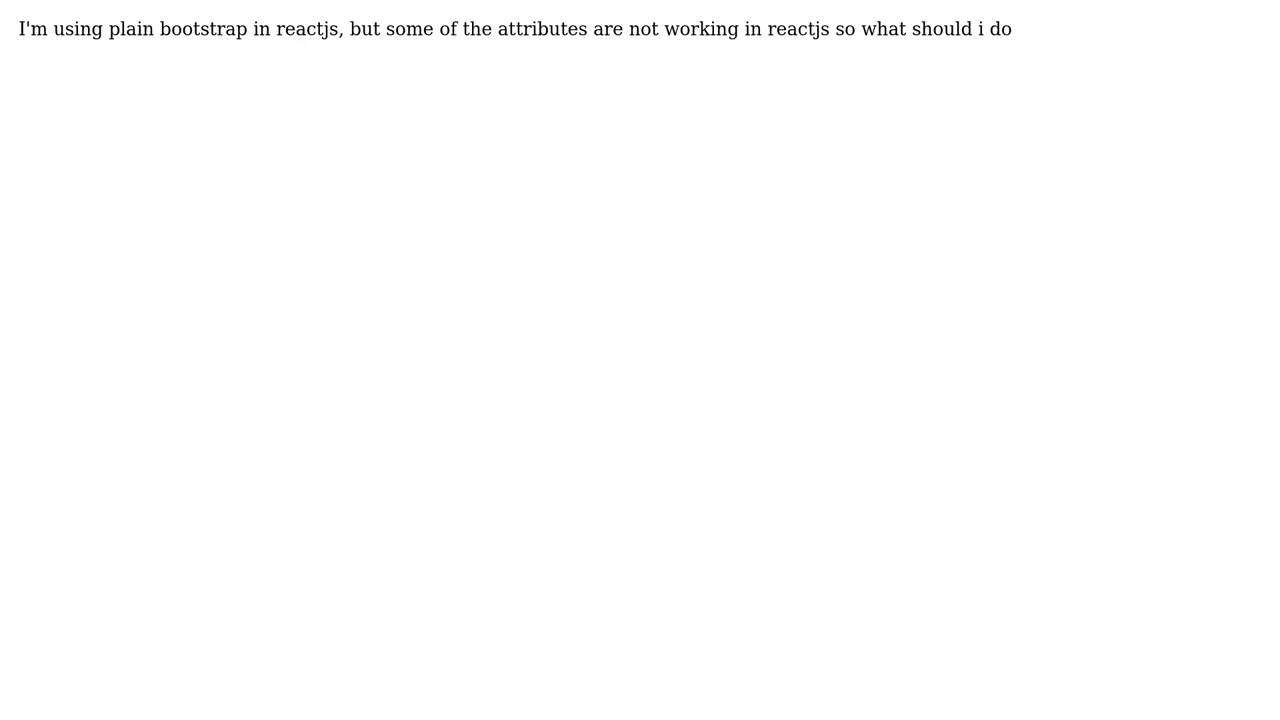 I'm using plain bootstrap in reactjs, but some of the attributes are not working in reactjs so what should i do